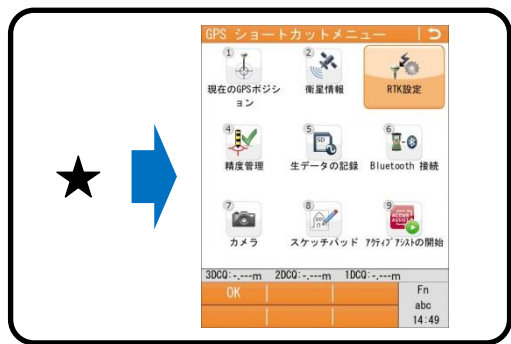 GPS ショートカットメニュー
1
2
現在のGPSポジシ
ョン
衛星情報
RTK設定
4
5
SD
6
精度管理
生データの記録
Bluetooth 接続
7
8
9
ACTIVE
ASSIST
カメラ
スケッチパッド
アクティブアシストの開始
3DCQ:-.---m 2DCQ:-.---m 1DCQ:-.---m
OK
Fn
abc
14:49